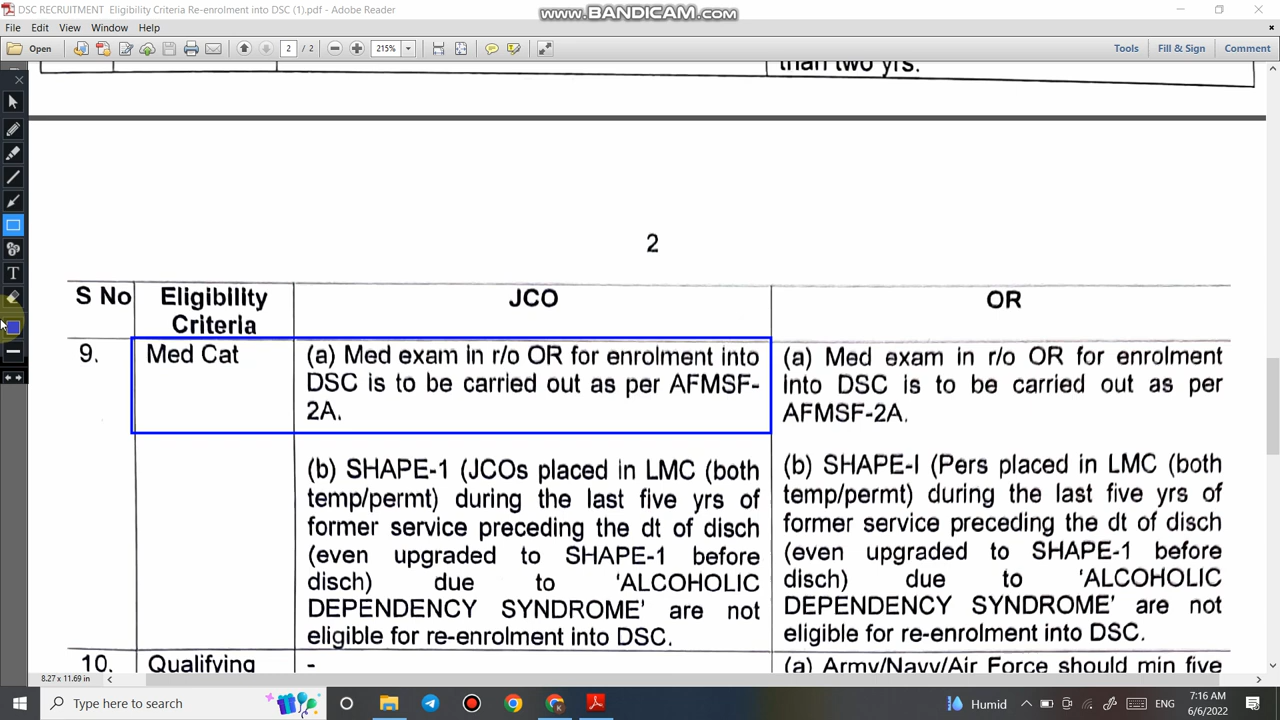 DSC RECRUITMENT Eligibility Criteria Re-enrolment into DSC (1).pdf - Adobe Reader
www.BANDICAM.com
File Edit View Window Help
Open 2 / 2 215% Tools Fill & Sign Comment
than two yrs.
2
S No Eligibility Criteria JCO OR
9. Med Cat
(a) Med exam in r/o OR for enrolment into
DSC is to be carried out as per AFMSF-
2A.
(b) SHAPE-1 (JCOs placed in LMC (both
temp/permt) during the last five yrs of
former service preceding the dt of disch
(even upgraded to SHAPE-1 before
disch) due to 'ALCOHOLIC
DEPENDENCY SYNDROME' are not
eligible for re-enrolment into DSC.
(a) Med exam in r/o OR for enrolment
into DSC is to be carried out as per
AFMSF-2A.
(b) SHAPE-I (Pers placed in LMC (both
temp/permt) during the last five yrs of
former service preceding the dt of disch
(even upgraded to SHAPE-1 before
disch) due to 'ALCOHOLIC
DEPENDENCY SYNDROME' are not
eligible for re-enrolment into DSC.
10. Qualifying - (a) Army/Navy/Air Force should min five
8.27 x 11.69 in
Type here to search
Humid
ENG
7:16 AM
6/6/2022